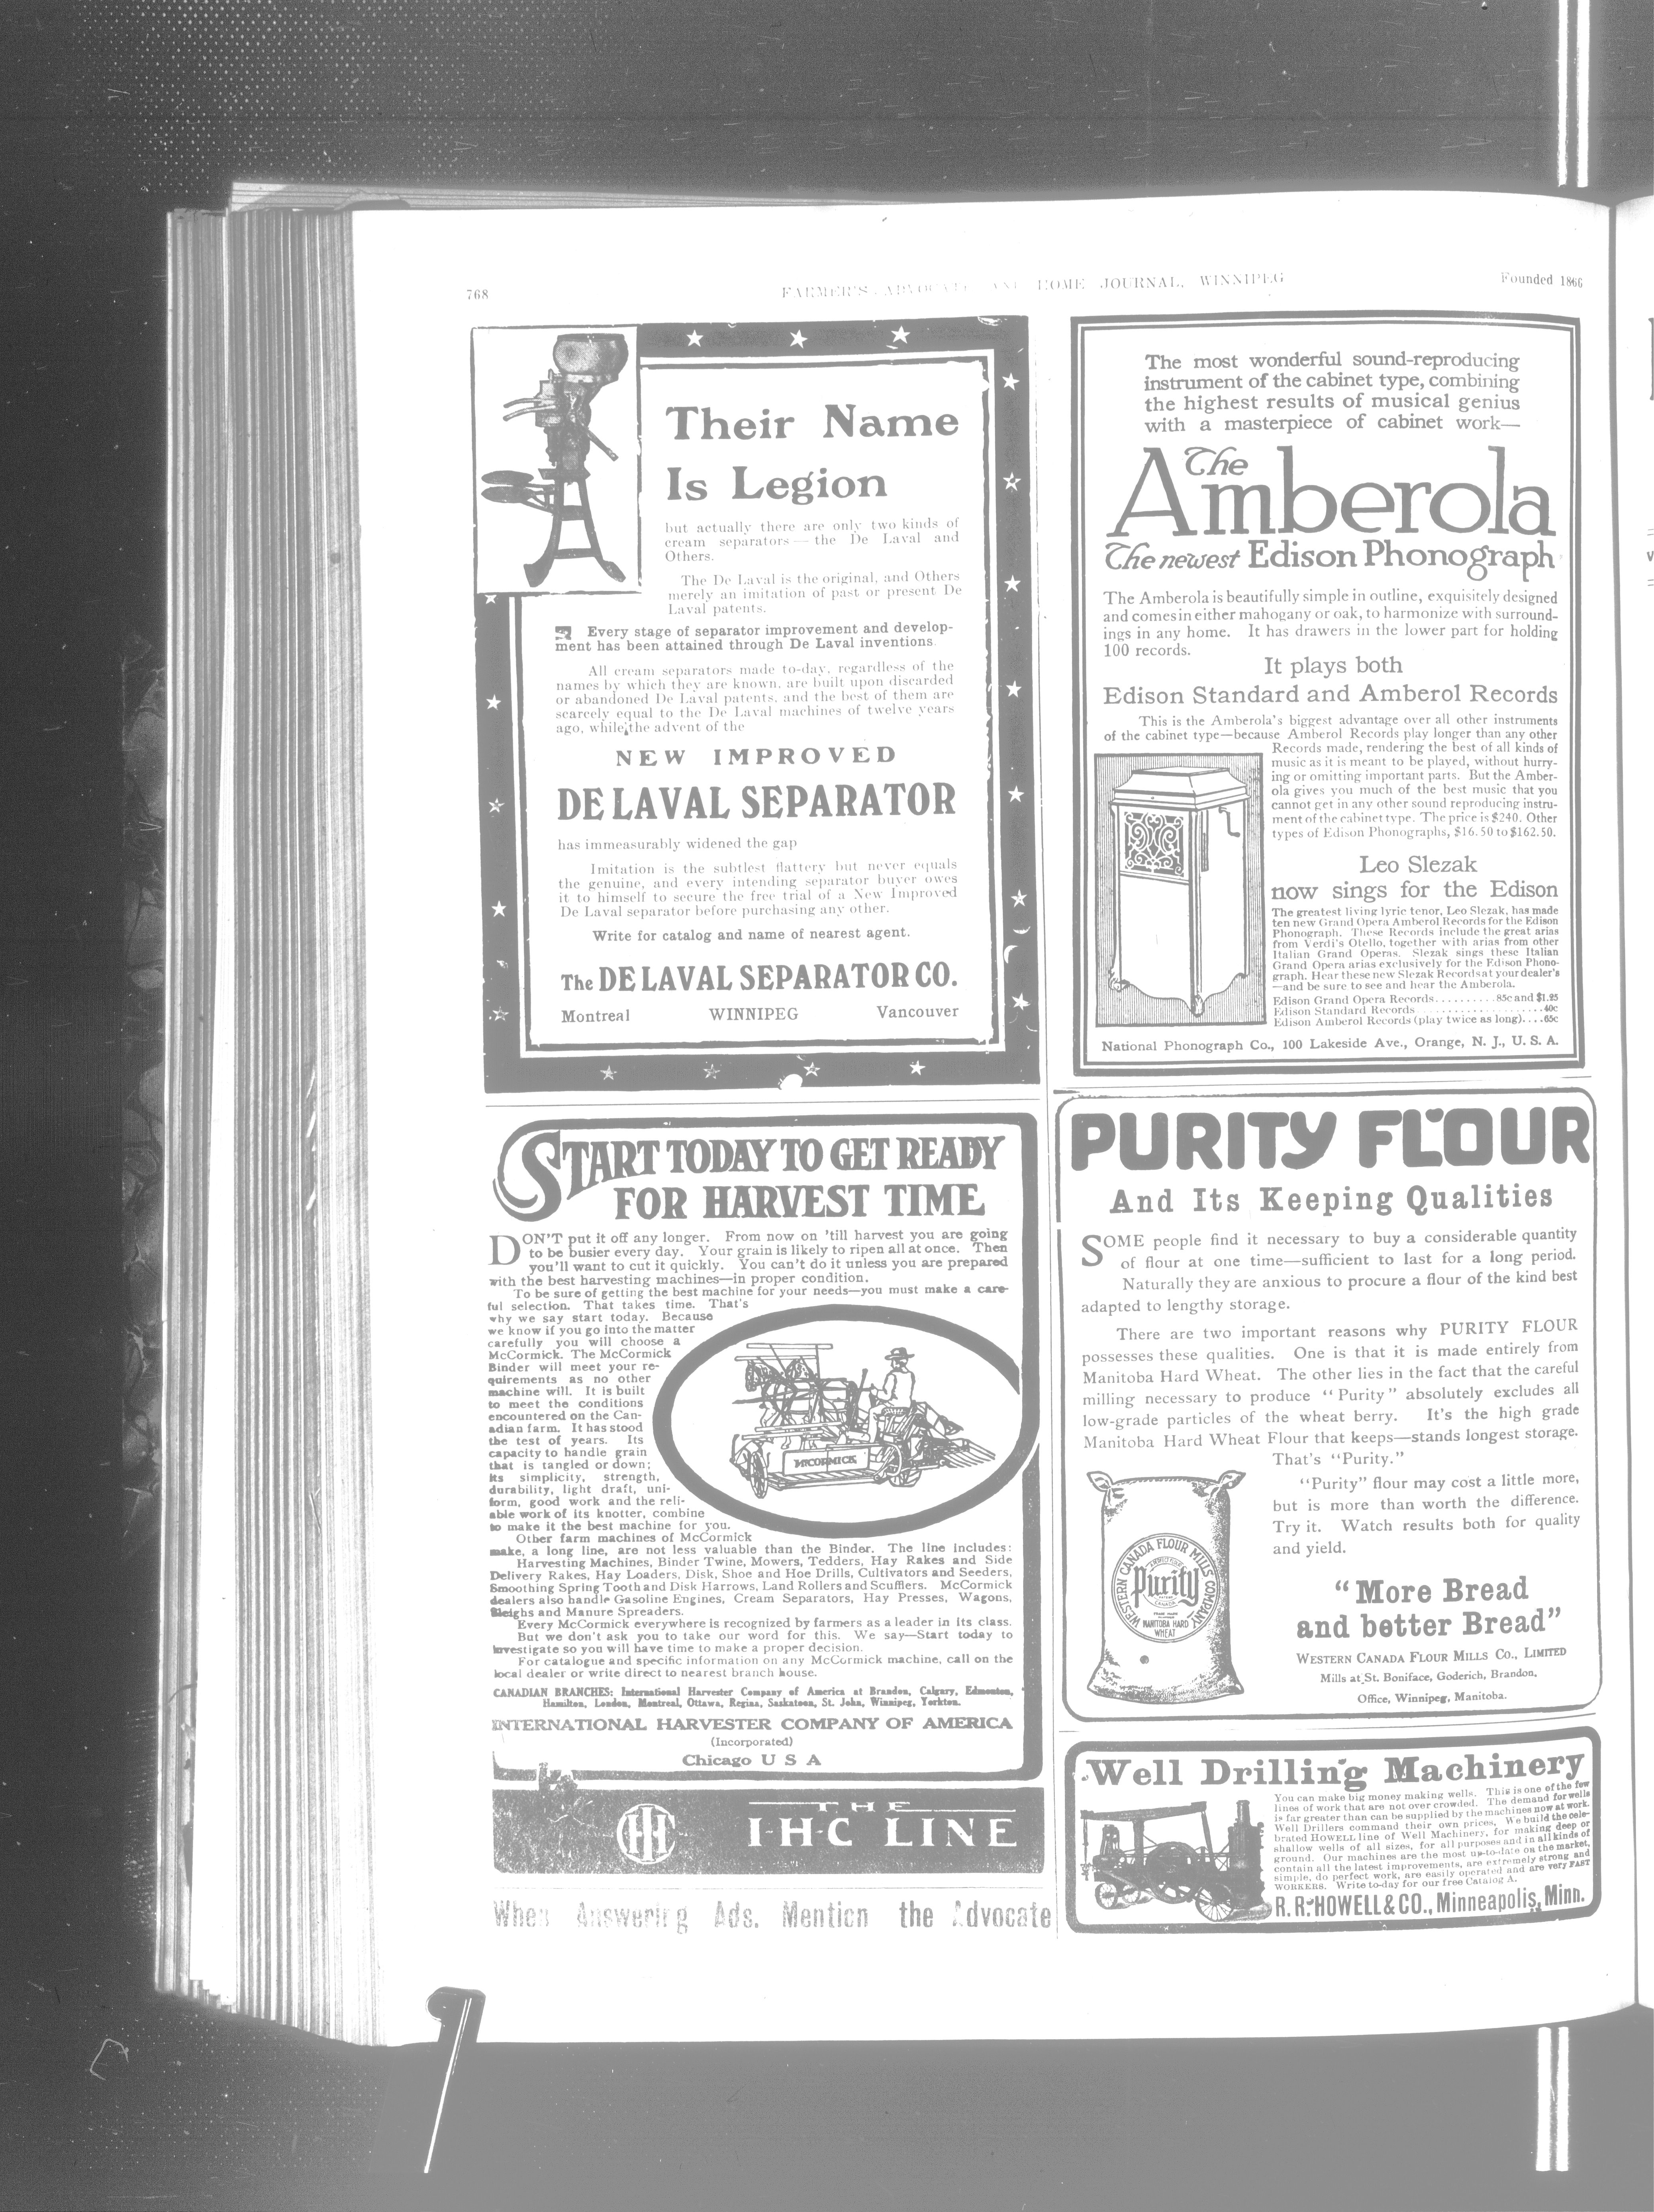 768
FARMER'S ADVOCATE AND HOME JOURNAL, WINNIPEG
Founded 1866
Their Name
Is Legion
but actually there are only two kinds of
cream separators — the De Laval and
Others.
The De Laval is the original, and Others
merely an imitation of past or present De
Laval patents.
Every stage of separator improvement and develop-
ment has been attained through De Laval inventions.
All cream separators made to-day, regardless of the
names by which they are known, are built upon discarded
or abandoned De Laval patents, and the best of them are
scarcely equal to the De Laval machines of twelve years
ago, while the advent of the
NEW IMPROVED
DE LAVAL SEPARATOR
has immeasurably widened the gap
Imitation is the subtlest flattery but never equals
the genuine, and every intending separator buyer owes
it to himself to secure the free trial of a New Improved
De Laval separator before purchasing any other.
Write for catalog and name of nearest agent.
The DE LAVAL SEPARATOR CO.
Montreal WINNIPEG Vancouver
START TODAY TO GET READY
FOR HARVEST TIME
DON'T put it off any longer. From now on 'till harvest you are going
to be busier every day. Your grain is likely to ripen all at once. Then
you'll want to cut it quickly. You can't do it unless you are prepared
with the best harvesting machines—in proper condition.
To be sure of getting the best machine for your needs—you must make a care-
ful selection. That takes time. That's
why we say start today. Because
we know if you go into the matter
carefully you will choose a
McCormick. The McCormick
Binder will meet your re-
quirements as no other
machine will. It is built
to meet the conditions
encountered on the Can-
adian farm. It has stood
the test of years. Its
capacity to handle grain
that is tangled or down;
its simplicity, strength,
durability, light draft, uni-
form, good work and the reli-
able work of its knotter, combine
to make it the best machine for you.
McCORMICK
Other farm machines of McCormick
make, a long line, are not less valuable than the Binder. The line includes:
Harvesting Machines, Binder Twine, Mowers, Tedders, Hay Rakes and Side
Delivery Rakes, Hay Loaders, Disk, Shoe and Hoe Drills, Cultivators and Seeders,
Smoothing Spring Tooth and Disk Harrows, Land Rollers and Scufflers. McCormick
dealers also handle Gasoline Engines, Cream Separators, Hay Presses, Wagons,
Sleighs and Manure Spreaders.
Every McCormick everywhere is recognized by farmers as a leader in its class.
But we don't ask you to take our word for this. We say—Start today to
investigate so you will have time to make a proper decision.
For catalogue and specific information on any McCormick machine, call on the
local dealer or write direct to nearest branch house.
CANADIAN BRANCHES: International Harvester Company of America at Brandon, Calgary, Edmonton,
Hamilton, London, Montreal, Ottawa, Regina, Saskatoon, St. John, Winnipeg, Yorkton.
INTERNATIONAL HARVESTER COMPANY OF AMERICA
(Incorporated)
Chicago U S A
IHC
THE
I·H·C LINE
When Answering Ads. Mention the Advocate
The most wonderful sound-reproducing
instrument of the cabinet type, combining
the highest results of musical genius
with a masterpiece of cabinet work—
The
Amberola
The newest Edison Phonograph
The Amberola is beautifully simple in outline, exquisitely designed
and comes in either mahogany or oak, to harmonize with surround-
ings in any home. It has drawers in the lower part for holding
100 records.
It plays both
Edison Standard and Amberol Records
This is the Amberola's biggest advantage over all other instruments
of the cabinet type—because Amberol Records play longer than any other
Records made, rendering the best of all kinds of
music as it is meant to be played, without hurry-
ing or omitting important parts. But the Amber-
ola gives you much of the best music that you
cannot get in any other sound reproducing instru-
ment of the cabinet type. The price is $240. Other
types of Edison Phonographs, $16.50 to $162.50.
Leo Slezak
now sings for the Edison
The greatest living lyric tenor, Leo Slezak, has made
ten new Grand Opera Amberol Records for the Edison
Phonograph. These Records include the great arias
from Verdi's Otello, together with arias from other
Italian Grand Operas. Slezak sings these Italian
Grand Opera arias exclusively for the Edison Phono-
graph. Hear these new Slezak Records at your dealer's
—and be sure to see and hear the Amberola.
Edison Grand Opera Records..........85c and $1.25
Edison Standard Records....................40c
Edison Amberol Records (play twice as long)....65c
National Phonograph Co., 100 Lakeside Ave., Orange, N. J., U. S. A.
PURITY FLOUR
And Its Keeping Qualities
SOME people find it necessary to buy a considerable quantity
of flour at one time—sufficient to last for a long period.
Naturally they are anxious to procure a flour of the kind best
adapted to lengthy storage.
There are two important reasons why PURITY FLOUR
possesses these qualities. One is that it is made entirely from
Manitoba Hard Wheat. The other lies in the fact that the careful
milling necessary to produce "Purity" absolutely excludes all
low-grade particles of the wheat berry. It's the high grade
Manitoba Hard Wheat Flour that keeps—stands longest storage.
That's "Purity."
"Purity" flour may cost a little more,
but is more than worth the difference.
Try it. Watch results both for quality
and yield.
WESTERN CANADA FLOUR MILLS COMPANY
Purity
MANITOBA HARD
WHEAT
"More Bread
and better Bread"
WESTERN CANADA FLOUR MILLS CO., LIMITED
Mills at St. Boniface, Goderich, Brandon,
Office, Winnipeg, Manitoba.
Well Drilling Machinery
You can make big money making wells. This is one of the few
lines of work that are not over crowded. The demand for wells
is far greater than can be supplied by the machines now at work.
Well Drillers command their own prices. We build the cele-
brated HOWELL line of Well Machinery, for making deep or
shallow wells of all sizes, for all purposes and in all kinds of
ground. Our machines are the most up-to-date on the market,
contain all the latest improvements, are extremely strong and
simple, do perfect work, are easily operated and are very FAST
WORKERS. Write to-day for our free Catalog A.
R. R. HOWELL & CO., Minneapolis, Minn.